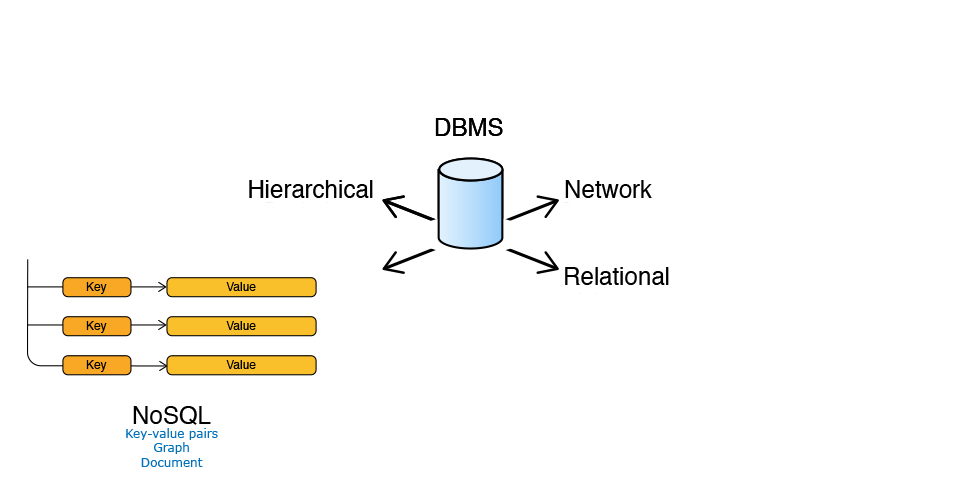 DBMS
Hierarchical
Network
Relational
Key
Value
Key
Value
Key
Value
NoSQL
Key-value pairs
Graph
Document